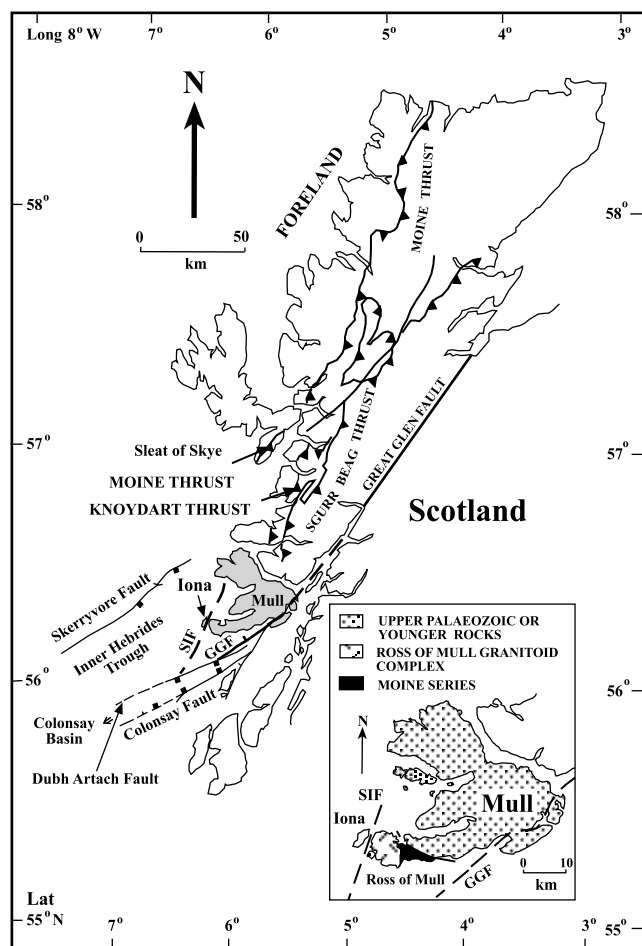 Long 8° W 7° 6° 5° 4° 3°
N
FORELAND
MOINE THRUST
58° 58°
0 50
km
57° 57°
Sleat of Skye
MOINE THRUST
KNOYDART THRUST
SGURR BEAG THRUST
GREAT GLEN FAULT
Scotland
Skerryvore Fault
Iona
Mull
Inner Hebrides
Trough
SIF
GGF
56° 56°
Colonsay Fault
Colonsay
Basin
Dubh Artach Fault
UPPER PALAEOZOIC OR
YOUNGER ROCKS
ROSS OF MULL GRANITOID
COMPLEX
MOINE SERIES
N
SIF
Mull
Iona
Ross of Mull
GGF
0 10
km
Lat
55°N 55°
7° 6° 5° 4° 3°